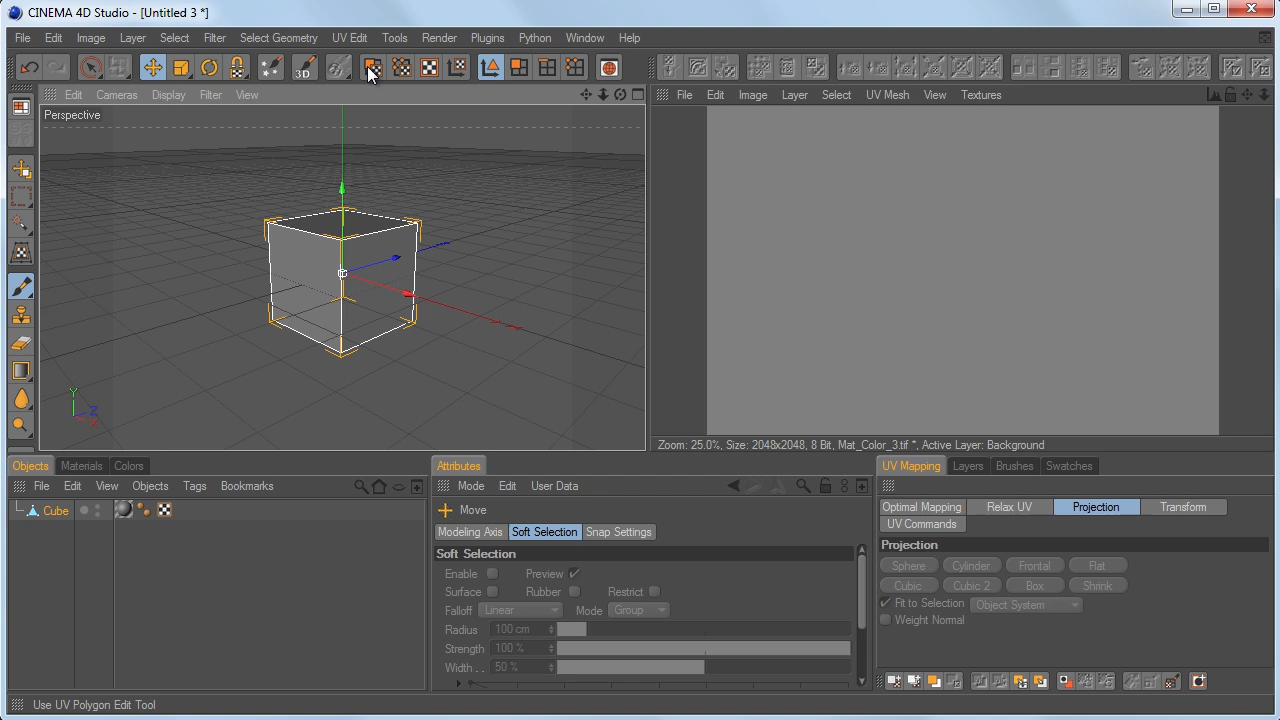 CINEMA 4D Studio - [Untitled 3 *]
File Edit Image Layer Select Filter Select Geometry UV Edit Tools Render Plugins Python Window Help
3D
Edit Cameras Display Filter View
File Edit Image Layer Select UV Mesh View Textures
Perspective
Y
Z
X
Zoom: 25.0%, Size: 2048x2048, 8 Bit, Mat_Color_3.tif *, Active Layer: Background
Objects Materials Colors
Attributes
UV Mapping Layers Brushes Swatches
File Edit View Objects Tags Bookmarks
Mode Edit User Data
Cube
Move
Modeling Axis Soft Selection Snap Settings
Soft Selection
Enable Preview
Surface Rubber Restrict
Falloff Linear Mode Group
Radius 100 cm
Strength 100 %
Width . . 50 %
Optimal Mapping Relax UV Projection Transform
UV Commands
Projection
Sphere Cylinder Frontal Flat
Cubic Cubic 2 Box Shrink
Fit to Selection Object System
Weight Normal
Use UV Polygon Edit Tool